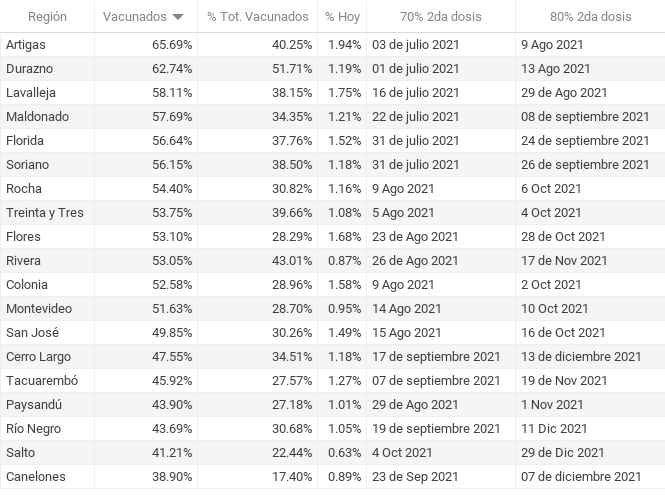 Región Vacunados % Tot. Vacunados % Hoy 70% 2da dosis 80% 2da dosis
Artigas 65.69% 40.25% 1.94% 03 de julio 2021 9 Ago 2021
Durazno 62.74% 51.71% 1.19% 01 de julio 2021 13 Ago 2021
Lavalleja 58.11% 38.15% 1.75% 16 de julio 2021 29 de Ago 2021
Maldonado 57.69% 34.35% 1.21% 22 de julio 2021 08 de septiembre 2021
Florida 56.64% 37.76% 1.52% 31 de julio 2021 24 de septiembre 2021
Soriano 56.15% 38.50% 1.18% 31 de julio 2021 26 de septiembre 2021
Rocha 54.40% 30.82% 1.16% 9 Ago 2021 6 Oct 2021
Treinta y Tres 53.75% 39.66% 1.08% 5 Ago 2021 4 Oct 2021
Flores 53.10% 28.29% 1.68% 23 de Ago 2021 28 de Oct 2021
Rivera 53.05% 43.01% 0.87% 26 de Ago 2021 17 de Nov 2021
Colonia 52.58% 28.96% 1.58% 9 Ago 2021 2 Oct 2021
Montevideo 51.63% 28.70% 0.95% 14 Ago 2021 10 Oct 2021
San José 49.85% 30.26% 1.49% 15 Ago 2021 16 de Oct 2021
Cerro Largo 47.55% 34.51% 1.18% 17 de septiembre 2021 13 de diciembre 2021
Tacuarembó 45.92% 27.57% 1.27% 07 de septiembre 2021 19 de Nov 2021
Paysandú 43.90% 27.18% 1.01% 29 de Ago 2021 1 Nov 2021
Río Negro 43.69% 30.68% 1.05% 19 de septiembre 2021 11 Dic 2021
Salto 41.21% 22.44% 0.63% 4 Oct 2021 29 de Dic 2021
Canelones 38.90% 17.40% 0.89% 23 de Sep 2021 07 de diciembre 2021